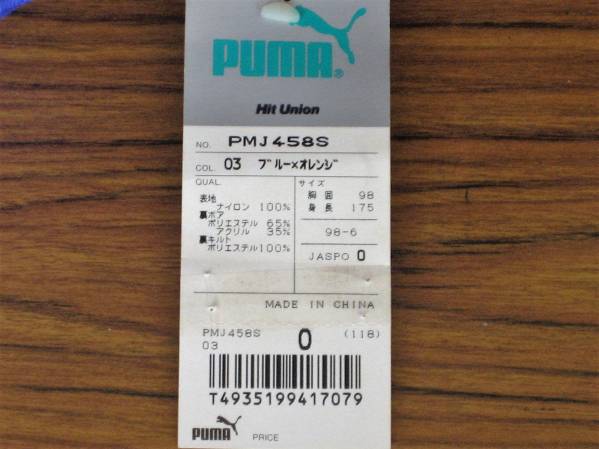 PUMA®
Hit Union
NO. PMJ458S
COL. 03 ブルー×オレンジ
QUAL.
表地
ナイロン 100%
裏ボア
ポリエステル 65%
アクリル 35%
裏キルト
ポリエステル100%
サイズ
胸囲 98
身長 175
98-6
JASPO O
MADE IN CHINA
PMJ458S
03
O
(118)
T4935199417079
PUMA PRICE